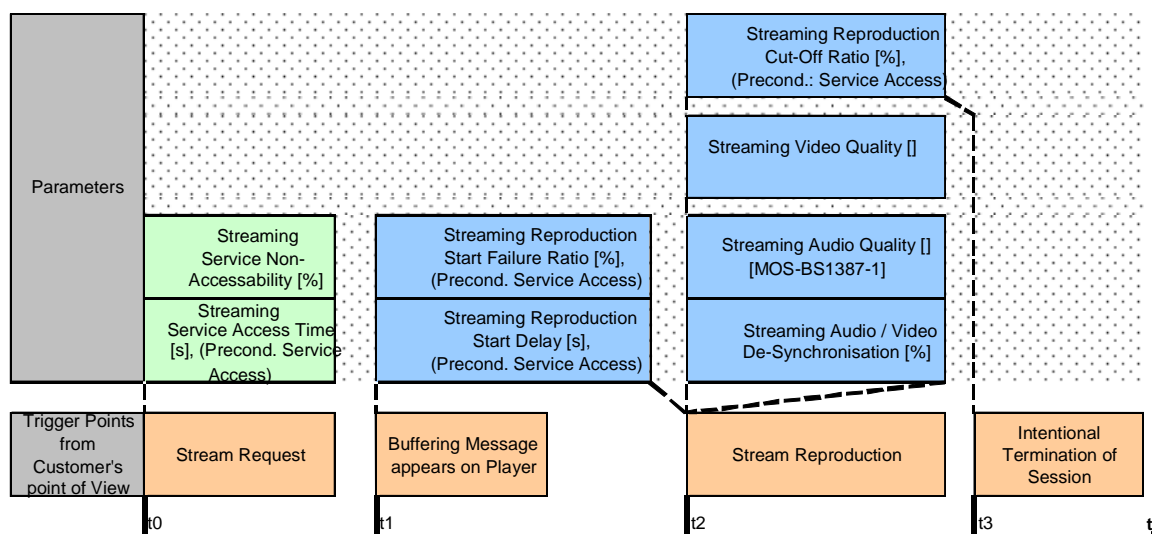 Streaming Reproduction
Cut-Off Ratio [%],
(Precond.: Service Access)
Streaming Video Quality []
Parameters
Streaming
Service Non-
Accessability [%]
Streaming Reproduction
Start Failure Ratio [%],
(Precond. Service Access)
Streaming Audio Quality []
[MOS-BS1387-1]
Streaming
Service Access Time
[s], (Precond. Service
Access)
Streaming Reproduction
Start Delay [s],
(Precond. Service Access)
Streaming Audio / Video
De-Synchronisation [%]
Trigger Points
from
Customer's
point of View
Stream Request
Buffering Message
appears on Player
Stream Reproduction
Intentional
Termination of
Session
t0
t1
t2
t3
t